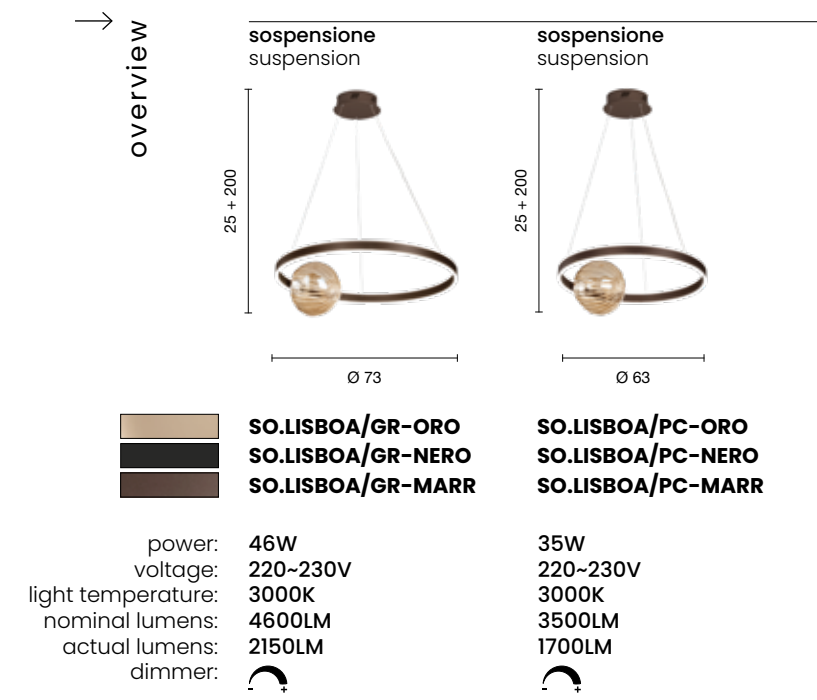 overview
sospensione
suspension
25 + 200
Ø 73
sospensione
suspension
25 + 200
Ø 63
SO.LISBOA/GR-ORO SO.LISBOA/PC-ORO
SO.LISBOA/GR-NERO SO.LISBOA/PC-NERO
SO.LISBOA/GR-MARR SO.LISBOA/PC-MARR
power: 46W 35W
voltage: 220~230V 220~230V
light temperature: 3000K 3000K
nominal lumens: 4600LM 3500LM
actual lumens: 2150LM 1700LM
dimmer: - + - +